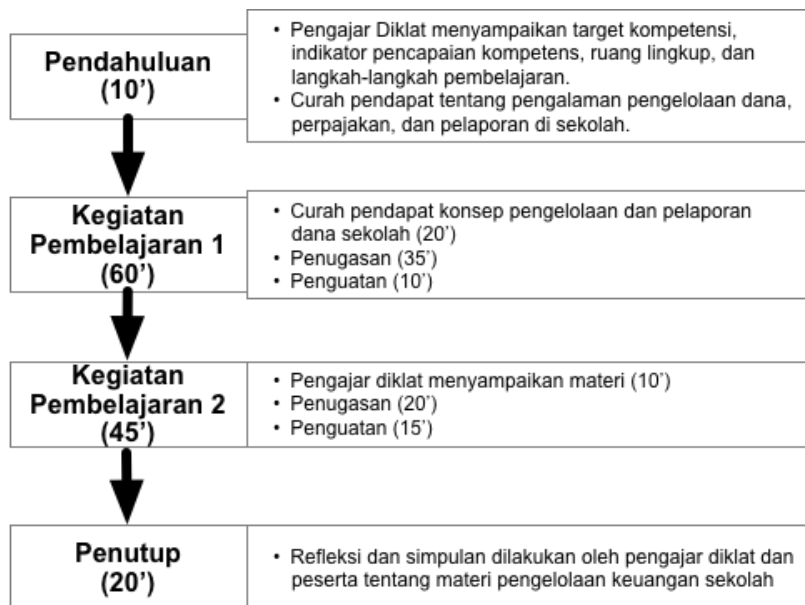 Pendahuluan
(10’)
• Pengajar Diklat menyampaikan target kompetensi,
indikator pencapaian kompetens, ruang lingkup, dan
langkah-langkah pembelajaran.
• Curah pendapat tentang pengalaman pengelolaan dana,
perpajakan, dan pelaporan di sekolah.
Kegiatan
Pembelajaran 1
(60’)
• Curah pendapat konsep pengelolaan dan pelaporan
dana sekolah (20’)
• Penugasan (35’)
• Penguatan (10’)
Kegiatan
Pembelajaran 2
(45’)
• Pengajar diklat menyampaikan materi (10’)
• Penugasan (20’)
• Penguatan (15’)
Penutup
(20’)
• Refleksi dan simpulan dilakukan oleh pengajar diklat dan
peserta tentang materi pengelolaan keuangan sekolah